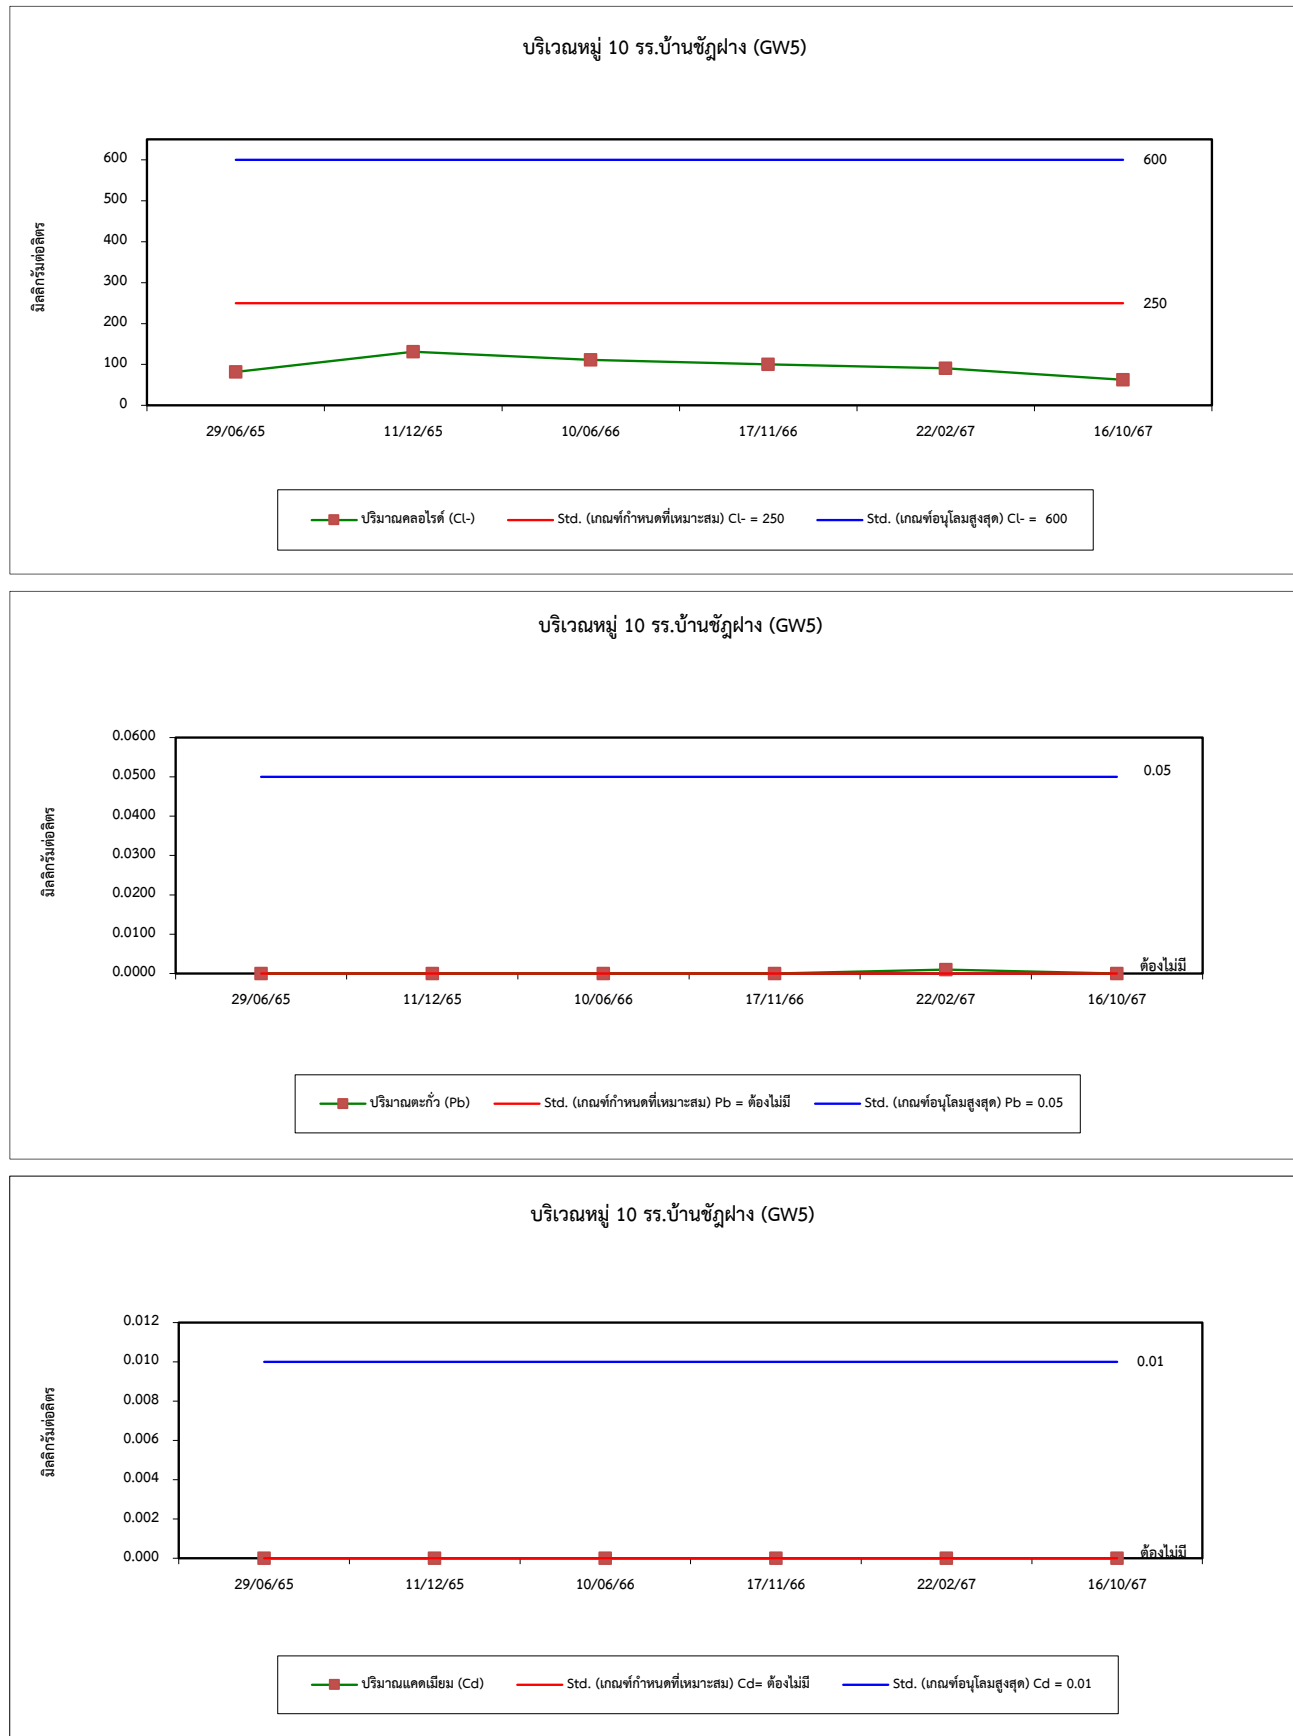 บริเวณหมู่ 10 รร.บ้านชัฎฝาง (GW5)
มิลลิกรัมต่อลิตร
600
500
400
300
200
100
0
600
250
29/06/65 11/12/65 10/06/66 17/11/66 22/02/67 16/10/67
ปริมาณคลอไรด์ (Cl-) Std. (เกณฑ์กำหนดที่เหมาะสม) Cl- = 250 Std. (เกณฑ์อนุโลมสูงสุด) Cl- = 600
บริเวณหมู่ 10 รร.บ้านชัฎฝาง (GW5)
มิลลิกรัมต่อลิตร
0.0600
0.0500
0.0400
0.0300
0.0200
0.0100
0.0000
0.05
ต้องไม่มี
29/06/65 11/12/65 10/06/66 17/11/66 22/02/67 16/10/67
ปริมาณตะกั่ว (Pb) Std. (เกณฑ์กำหนดที่เหมาะสม) Pb = ต้องไม่มี Std. (เกณฑ์อนุโลมสูงสุด) Pb = 0.05
บริเวณหมู่ 10 รร.บ้านชัฎฝาง (GW5)
มิลลิกรัมต่อลิตร
0.012
0.010
0.008
0.006
0.004
0.002
0.000
0.01
ต้องไม่มี
29/06/65 11/12/65 10/06/66 17/11/66 22/02/67 16/10/67
ปริมาณแคดเมียม (Cd) Std. (เกณฑ์กำหนดที่เหมาะสม) Cd= ต้องไม่มี Std. (เกณฑ์อนุโลมสูงสุด) Cd = 0.01